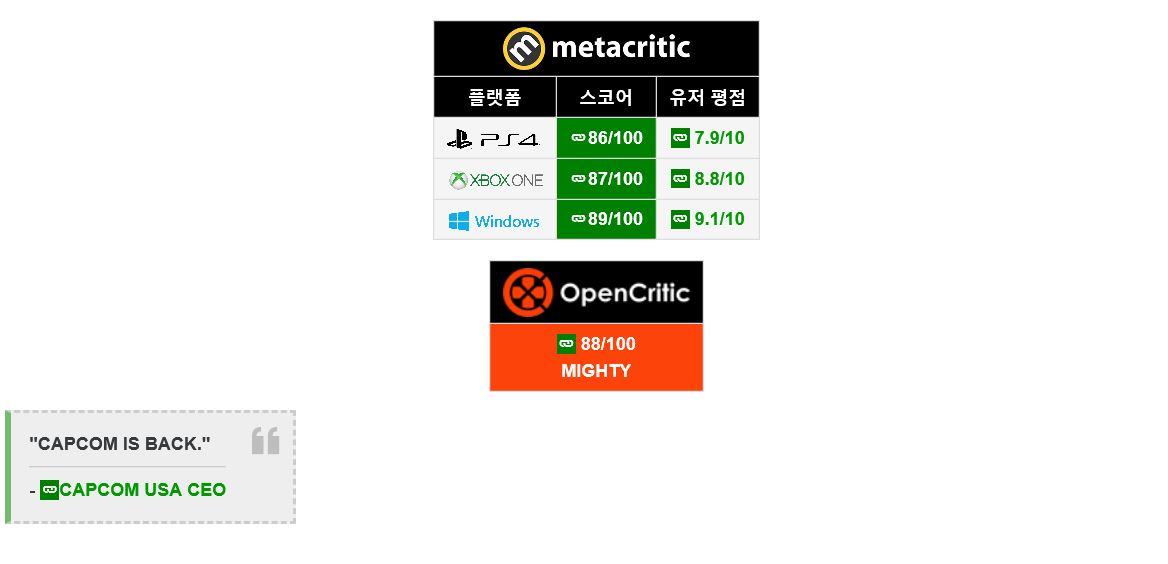 metacritic
플랫폼 스코어 유저 평점
PS4 86/100 7.9/10
XBOX ONE 87/100 8.8/10
Windows 89/100 9.1/10
OpenCritic
88/100
MIGHTY
"CAPCOM IS BACK."
- CAPCOM USA CEO